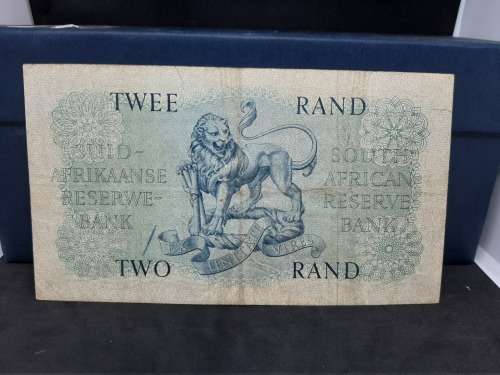 TWEE RAND
SUID-
AFRIKAANSE
RESERWE-
BANK
SOUTH
AFRICAN
RESERVE
BANK
TWO RAND